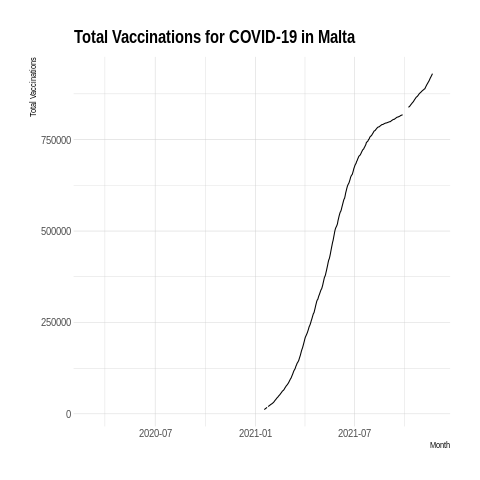 Total Vaccinations for COVID-19 in Malta
Total Vaccinations
750000
500000
250000
0
2020-07 2021-01 2021-07
Month